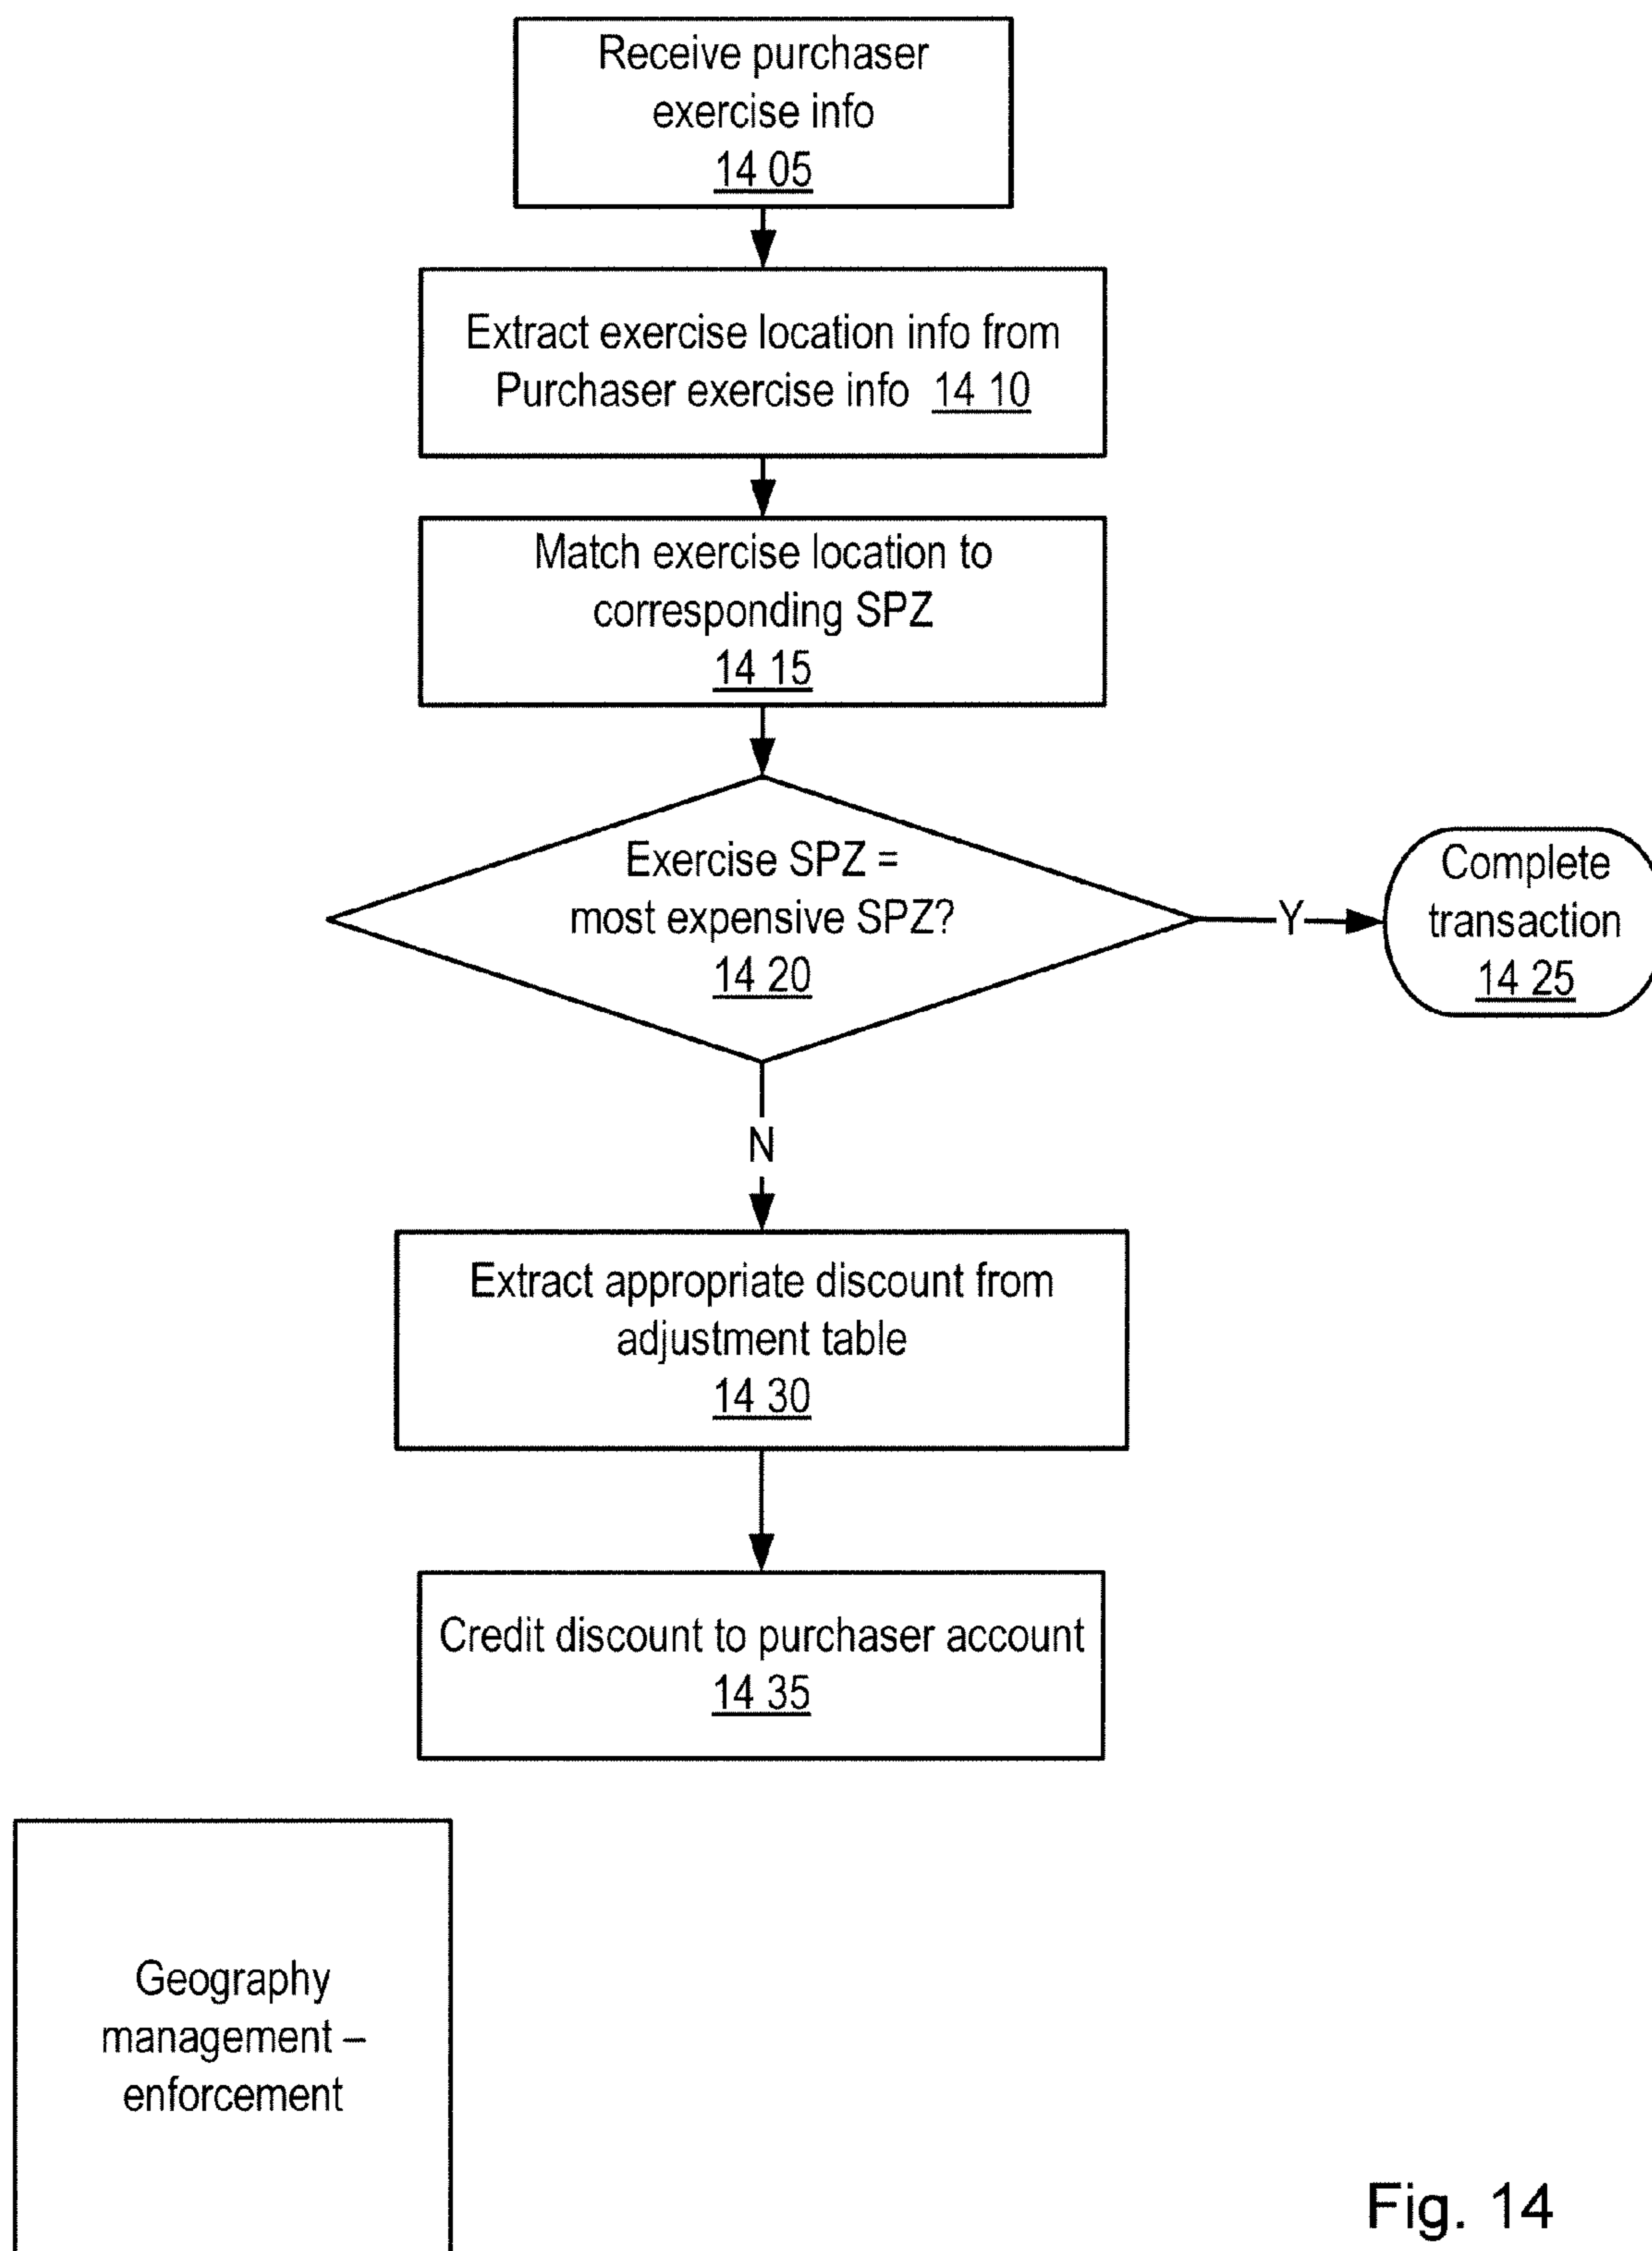 Receive purchaser
exercise info
14 05
Extract exercise location info from
Purchaser exercise info 14 10
Match exercise location to
corresponding SPZ
14 15
Exercise SPZ =
most expensive SPZ?
14 20
Y
Complete
transaction
14 25
N
Extract appropriate discount from
adjustment table
14 30
Credit discount to purchaser account
14 35
Geography
management –
enforcement
Fig. 14